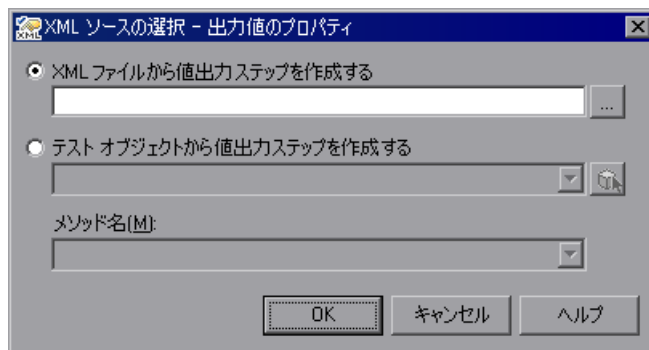 XML ソースの選択 - 出力値のプロパティ
XML ファイルから値出力ステップを作成する
...
テスト オブジェクトから値出力ステップを作成する
メソッド名(M):
OK キャンセル ヘルプ